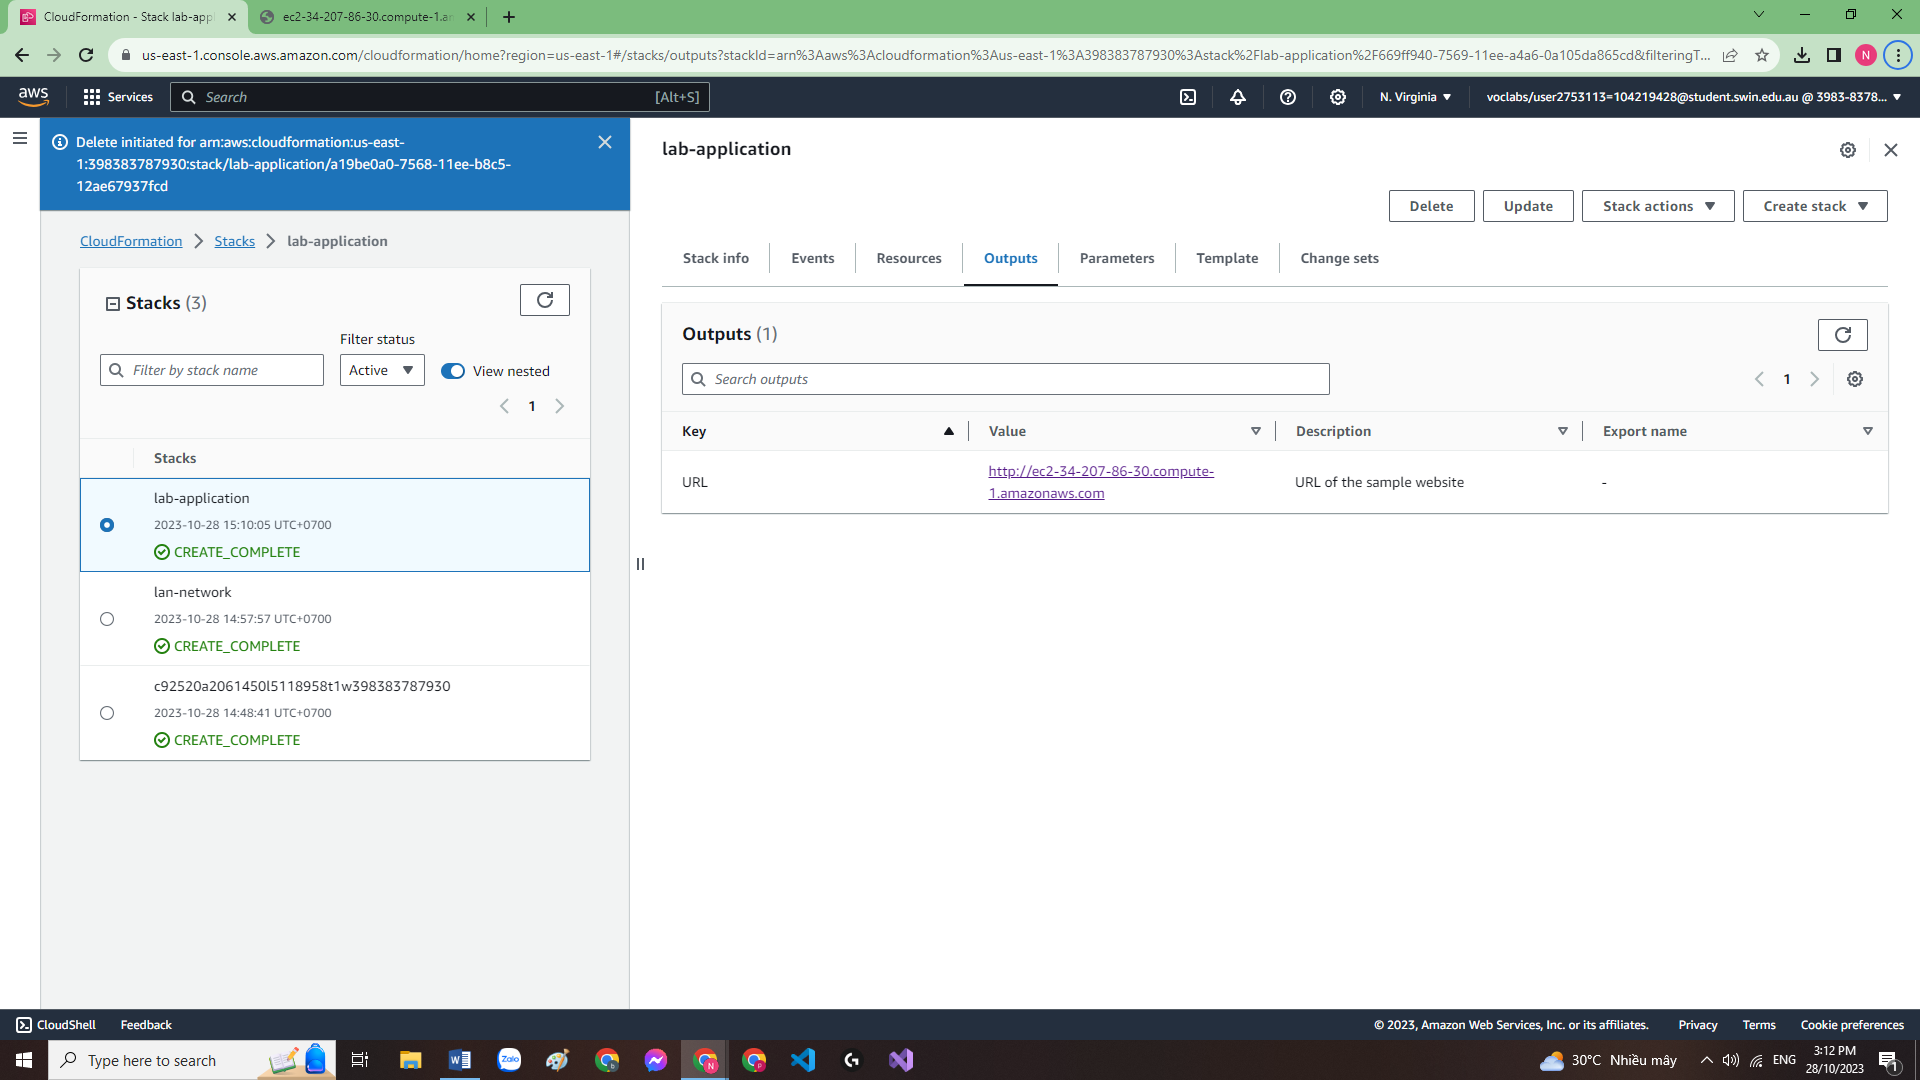 CloudFormation - Stack lab-appl
ec2-34-207-86-30.compute-1.am
us-east-1.console.aws.amazon.com/cloudformation/home?region=us-east-1#/stacks/outputs?stackId=arn%3Aaws%3Acloudformation%3Aus-east-1%3A398383787930%3Astack%2Flab-application%2F669ff940-7569-11ee-a4a6-0a105da865cd&filteringT...
N
aws
Services
Search
[Alt+S]
N. Virginia
voclabs/user2753113=104219428@student.swin.edu.au @ 3983-8378...
Delete initiated for arn:aws:cloudformation:us-east-
1:398383787930:stack/lab-application/a19be0a0-7568-11ee-b8c5-
12ae67937fcd
CloudFormation
Stacks
lab-application
Stacks (3)
Filter status
Filter by stack name
Active
View nested
1
Stacks
lab-application
2023-10-28 15:10:05 UTC+0700
CREATE_COMPLETE
lan-network
2023-10-28 14:57:57 UTC+0700
CREATE_COMPLETE
c92520a2061450l5118958t1w398383787930
2023-10-28 14:48:41 UTC+0700
CREATE_COMPLETE
lab-application
Delete
Update
Stack actions
Create stack
Stack info
Events
Resources
Outputs
Parameters
Template
Change sets
Outputs (1)
Search outputs
1
Key
Value
Description
Export name
URL
http://ec2-34-207-86-30.compute-
1.amazonaws.com
URL of the sample website
-
CloudShell
Feedback
© 2023, Amazon Web Services, Inc. or its affiliates.
Privacy
Terms
Cookie preferences
Type here to search
Zalo
30°C Nhiều mây
ENG
3:12 PM
28/10/2023
1